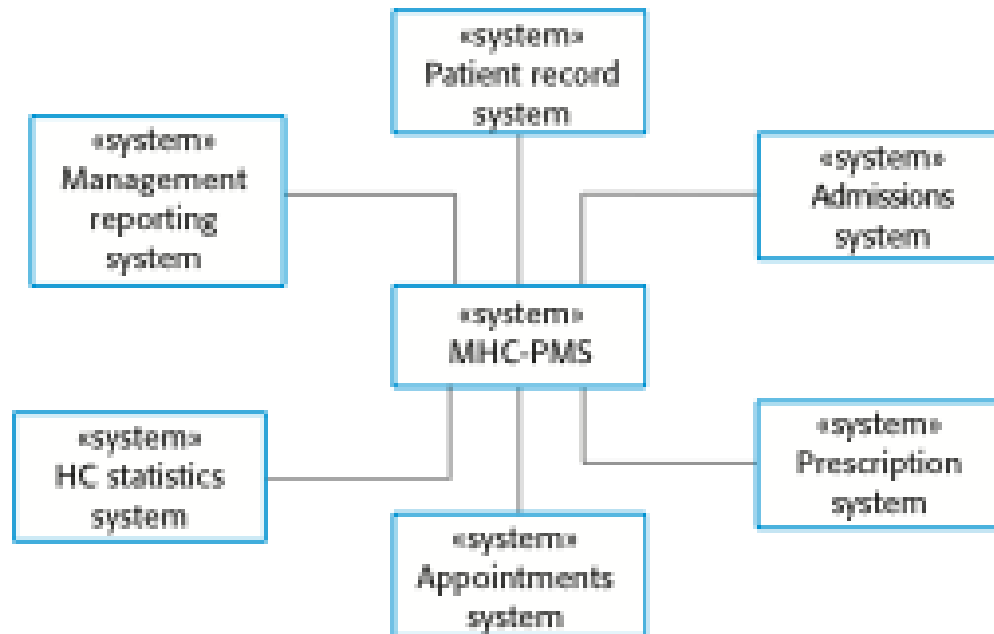 «system»
Patient record
system
«system»
Management
reporting
system
«system»
Admissions
system
«system»
MHC-PMS
«system»
HC statistics
system
«system»
Prescription
system
«system»
Appointments
system